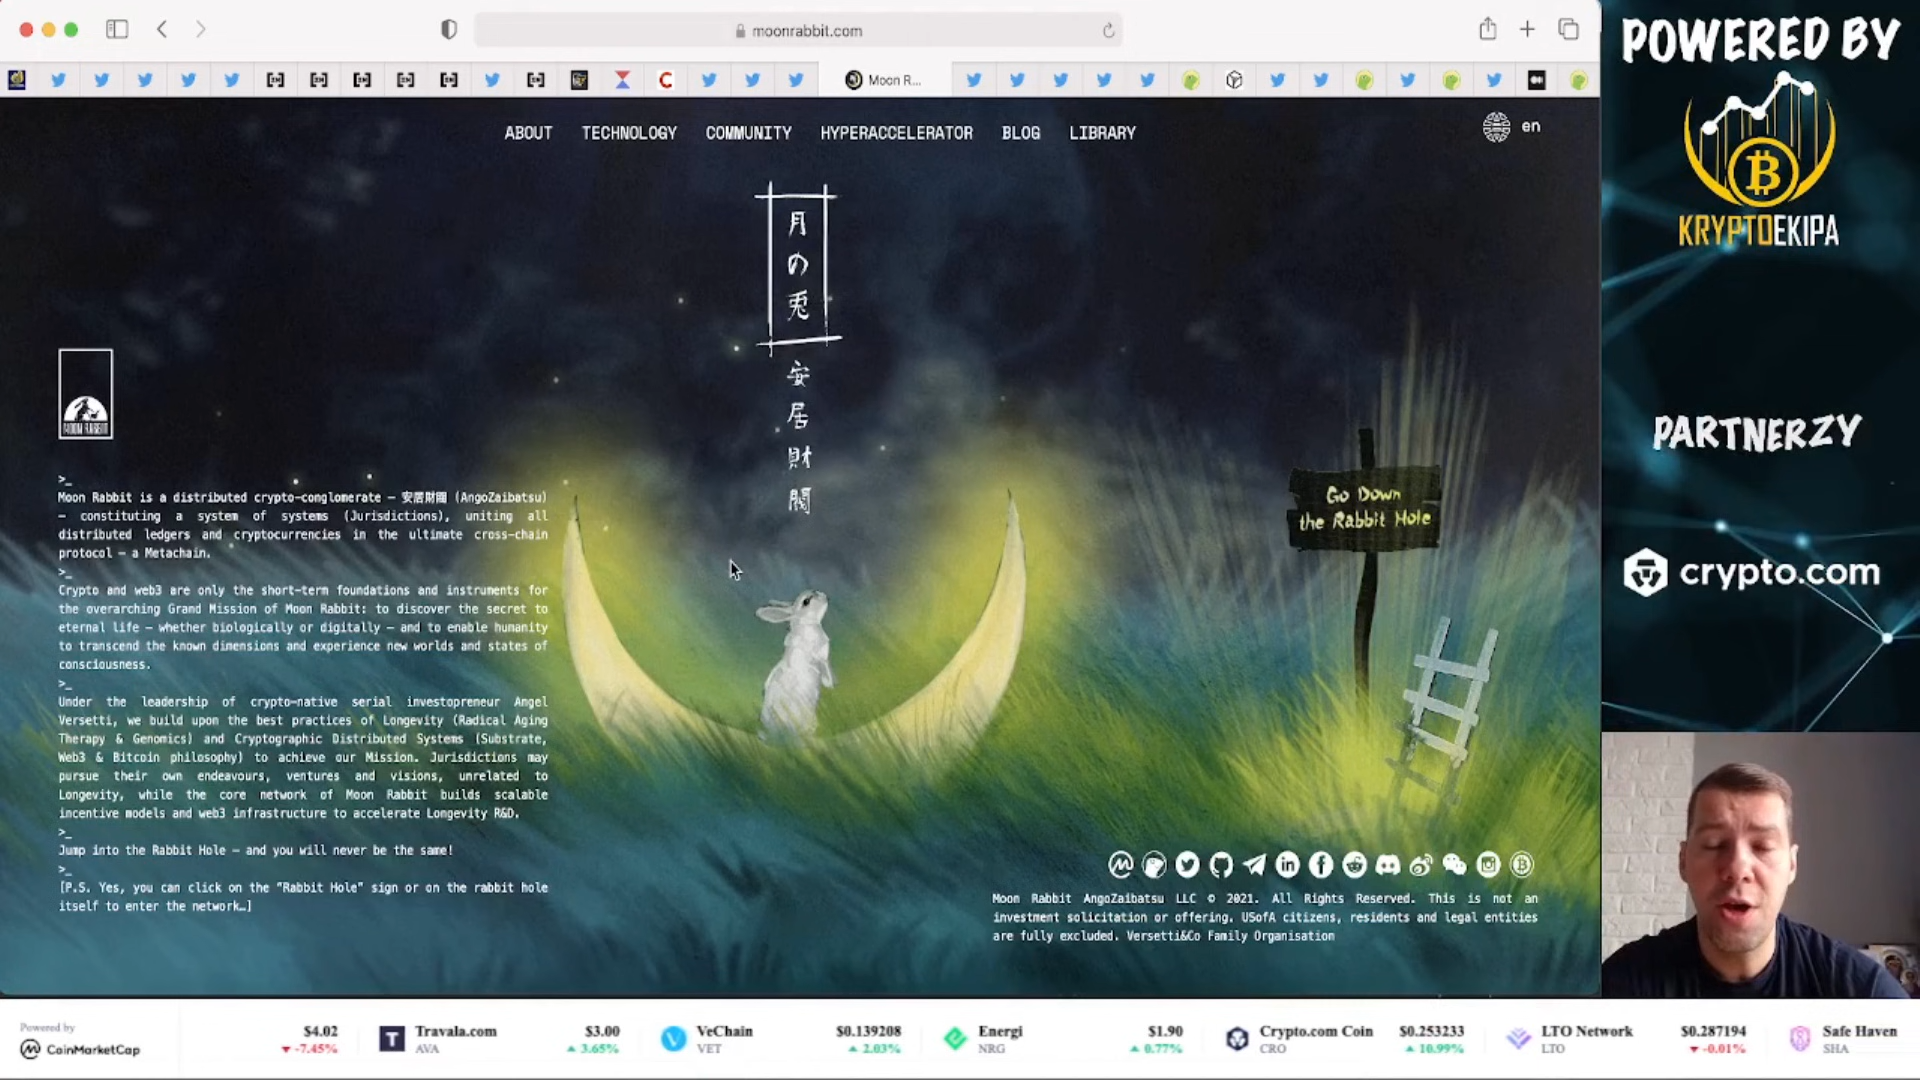 moonrabbit.com
Moon R...
ABOUT TECHNOLOGY COMMUNITY HYPERACCELERATOR BLOG LIBRARY
en
月の兎
安居財閥
MOON RABBIT
>_
Moon Rabbit is a distributed crypto-conglomerate — 安居財閥 (AngoZaibatsu)
— constituting a system of systems (Jurisdictions), uniting all
distributed ledgers and cryptocurrencies in the ultimate cross-chain
protocol — a Metachain.
>_
Crypto and web3 are only the short-term foundations and instruments for
the overarching Grand Mission of Moon Rabbit: to discover the secret to
eternal life — whether biologically or digitally — and to enable humanity
to transcend the known dimensions and experience new worlds and states of
consciousness.
>_
Under the leadership of crypto-native serial investopreneur Angel
Versetti, we build upon the best practices of Longevity (Radical Aging
Therapy & Genomics) and Cryptographic Distributed Systems (Substrate,
Web3 & Bitcoin philosophy) to achieve our Mission. Jurisdictions may
pursue their own endeavours, ventures and visions, unrelated to
Longevity, while the core network of Moon Rabbit builds scalable
incentive models and web3 infrastructure to accelerate Longevity R&D.
>_
Jump into the Rabbit Hole — and you will never be the same!
>_
[P.S. Yes, you can click on the "Rabbit Hole" sign or on the rabbit hole
itself to enter the network…]
Go Down
the Rabbit Hole
Moon Rabbit AngoZaibatsu LLC © 2021. All Rights Reserved. This is not an
investment solicitation or offering. USofA citizens, residents and legal entities
are fully excluded. Versetti&Co Family Organisation
POWERED BY
KRYPTOEKIPA
PARTNERZY
crypto.com
Powered by
CoinMarketCap
$4.02
-7.45%
Travala.com
AVA
$3.00
3.65%
VeChain
VET
$0.139208
2.03%
Energi
NRG
$1.90
0.77%
Crypto.com Coin
CRO
$0.253233
10.99%
LTO Network
LTO
$0.287194
-0.01%
Safe Haven
SHA